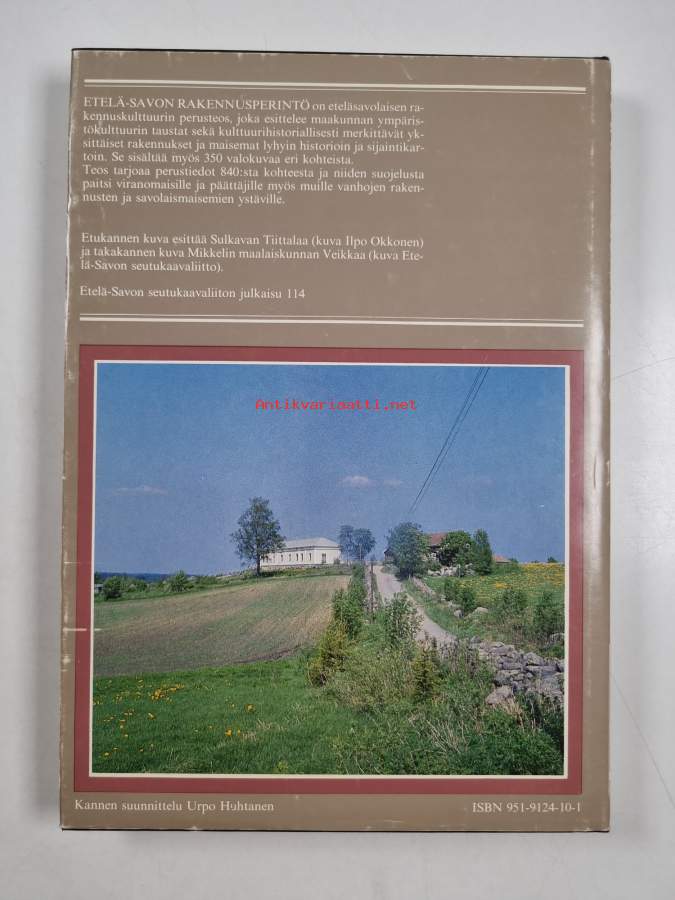 ETELÄ-SAVON RAKENNUSPERINTÖ on eteläsavolaisen ra-
kennuskulttuurin perusteos, joka esittelee maakunnan ympäris-
tökulttuurin taustat sekä kulttuurihistoriallisesti merkittävät yk-
sittäiset rakennukset ja maisemat lyhyin historioin ja sijaintikar-
toin. Se sisältää myös 350 valokuvaa eri kohteista.
Teos tarjoaa perustiedot 840:sta kohteesta ja niiden suojelusta
paitsi viranomaisille ja päättäjille myös muille vanhojen raken-
nusten ja savolaismaisemien ystäville.
Etukannen kuva esittää Sulkavan Tiittalaa (kuva Ilpo Okkonen)
ja takakannen kuva Mikkelin maalaiskunnan Veikkaa (kuva Ete-
lä-Savon seutukaavaliitto).
Etelä-Savon seutukaavaliiton julkaisu 114
Antikvariaatti.net
Kannen suunnittelu Urpo Huhtanen
ISBN 951-9124-10-1